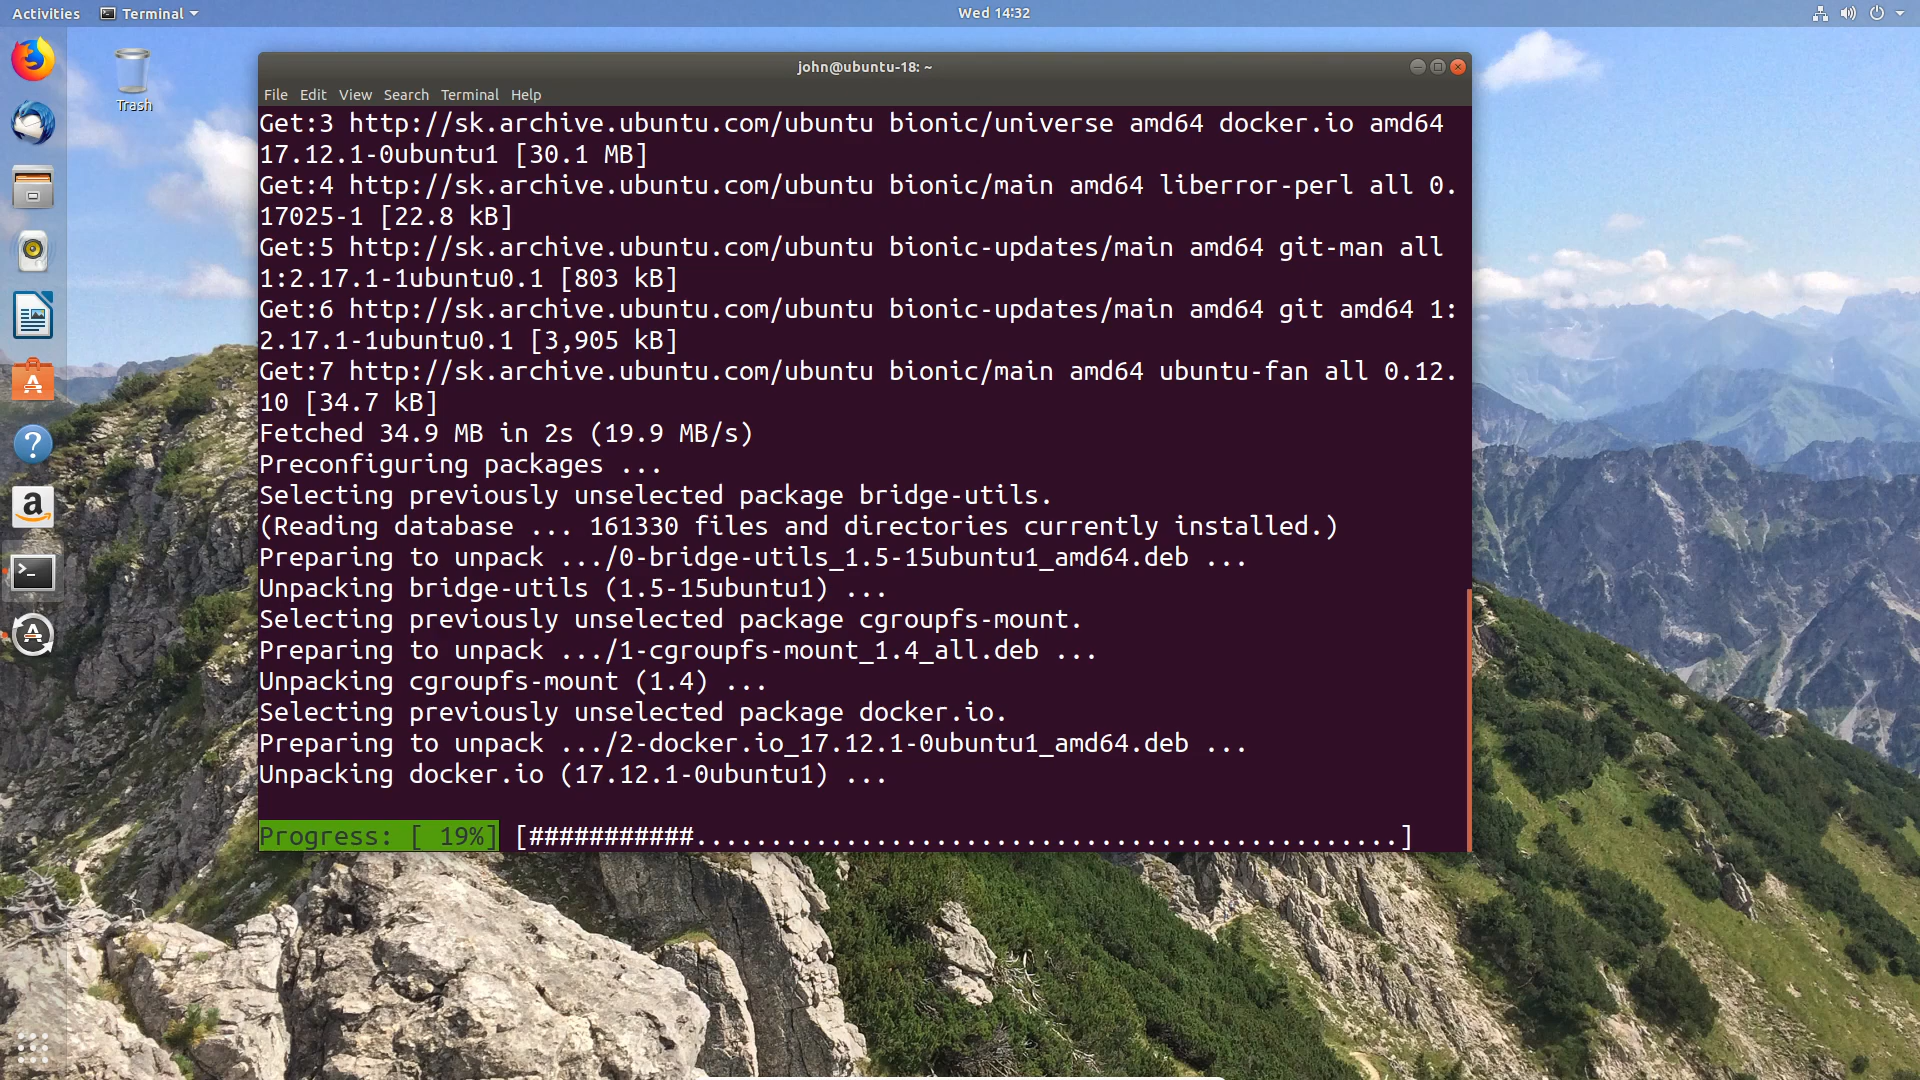 Activities Terminal Wed 14:32
Trash
john@ubuntu-18: ~
File Edit View Search Terminal Help
Get:3 http://sk.archive.ubuntu.com/ubuntu bionic/universe amd64 docker.io amd64
17.12.1-0ubuntu1 [30.1 MB]
Get:4 http://sk.archive.ubuntu.com/ubuntu bionic/main amd64 liberror-perl all 0.
17025-1 [22.8 kB]
Get:5 http://sk.archive.ubuntu.com/ubuntu bionic-updates/main amd64 git-man all
1:2.17.1-1ubuntu0.1 [803 kB]
Get:6 http://sk.archive.ubuntu.com/ubuntu bionic-updates/main amd64 git amd64 1:
2.17.1-1ubuntu0.1 [3,905 kB]
Get:7 http://sk.archive.ubuntu.com/ubuntu bionic/main amd64 ubuntu-fan all 0.12.
10 [34.7 kB]
Fetched 34.9 MB in 2s (19.9 MB/s)
Preconfiguring packages ...
Selecting previously unselected package bridge-utils.
(Reading database ... 161330 files and directories currently installed.)
Preparing to unpack .../0-bridge-utils_1.5-15ubuntu1_amd64.deb ...
Unpacking bridge-utils (1.5-15ubuntu1) ...
Selecting previously unselected package cgroupfs-mount.
Preparing to unpack .../1-cgroupfs-mount_1.4_all.deb ...
Unpacking cgroupfs-mount (1.4) ...
Selecting previously unselected package docker.io.
Preparing to unpack .../2-docker.io_17.12.1-0ubuntu1_amd64.deb ...
Unpacking docker.io (17.12.1-0ubuntu1) ...
Progress: [ 19%] [###########...............................................]